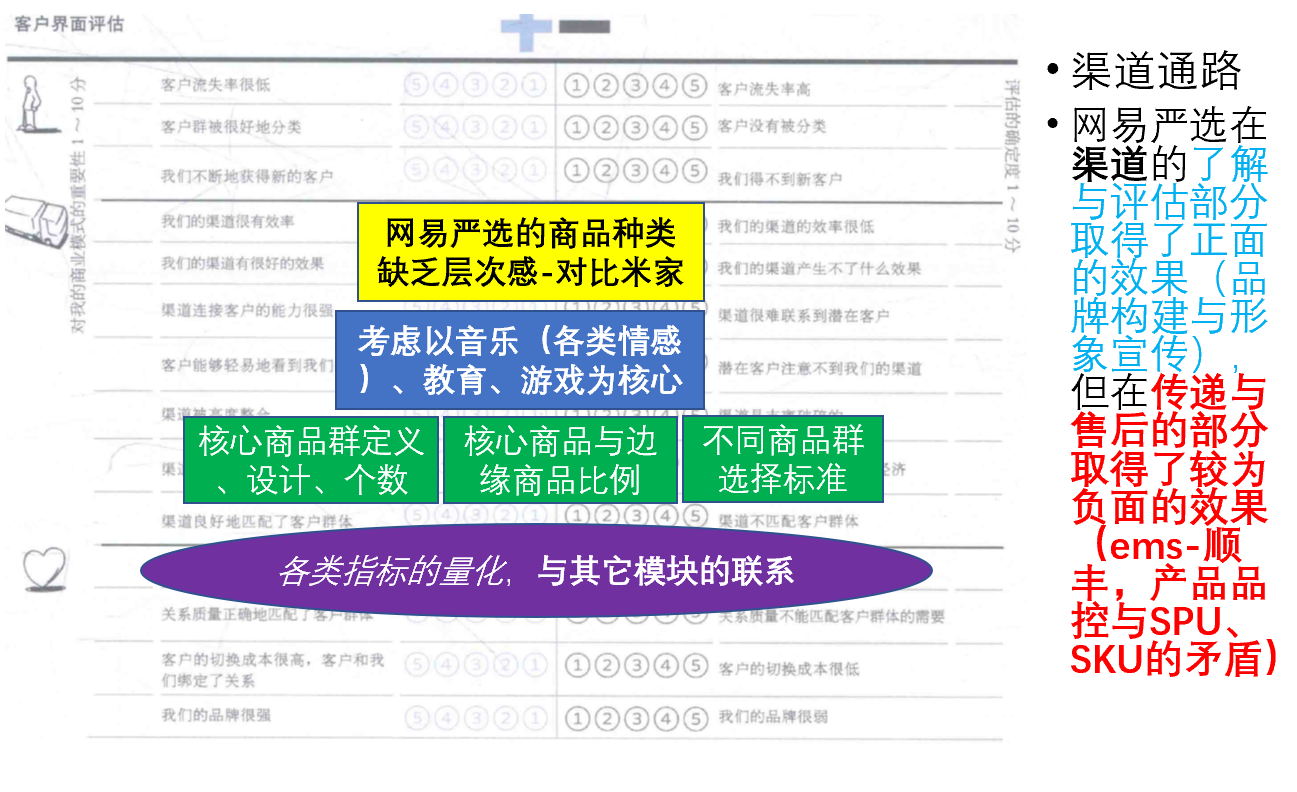 客户界面评估
对我的商业模式的重要性 1～10 分
评估的确定度 1～10 分
客户流失率很低 ⑤④③②① ①②③④⑤ 客户流失率高
客户群被很好地分类 ⑤④③②① ①②③④⑤ 客户没有被分类
我们不断地获得新的客户 ⑤④③②① ①②③④⑤ 我们得不到新客户
我们的渠道很有效率 我们的渠道的效率很低
我们的渠道有很好的效果 我们的渠道产生不了什么效果
渠道连接客户的能力很强 渠道很难联系到潜在客户
客户能够轻易地看到我们 潜在客户注意不到我们的渠道
渠道被高度整合
渠 经济
渠道良好地匹配了客户群体 ⑤④③②① ①②③④⑤ 渠道不匹配客户群体
关系质量正确地匹配了客户群体 关系质量不能匹配客户群体的需要
客户的切换成本很高，客户和我
们绑定了关系 ⑤④③②① ①②③④⑤ 客户的切换成本很低
我们的品牌很强 ⑤④③②① ①②③④⑤ 我们的品牌很弱
网易严选的商品种类
缺乏层次感-对比米家
考虑以音乐（各类情感
）、教育、游戏为核心
核心商品群定义
、设计、个数
核心商品与边
缘商品比例
不同商品群
选择标准
各类指标的量化，与其它模块的联系
• 渠道通路
• 网易严选在
渠道的了解
与评估部分
取得了正面
的效果（品
牌构建与形
象宣传），
但在传递与
售后的部分
取得了较为
负面的效果
（ems-顺
丰，产品品
控与SPU、
SKU的矛盾）